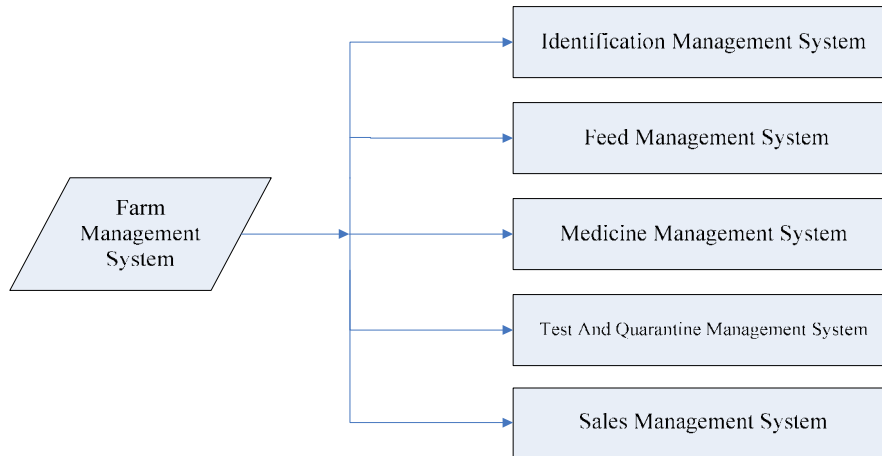 Identification Management System
Feed Management System
Farm
Management
System
Medicine Management System
Test And Quarantine Management System
Sales Management System